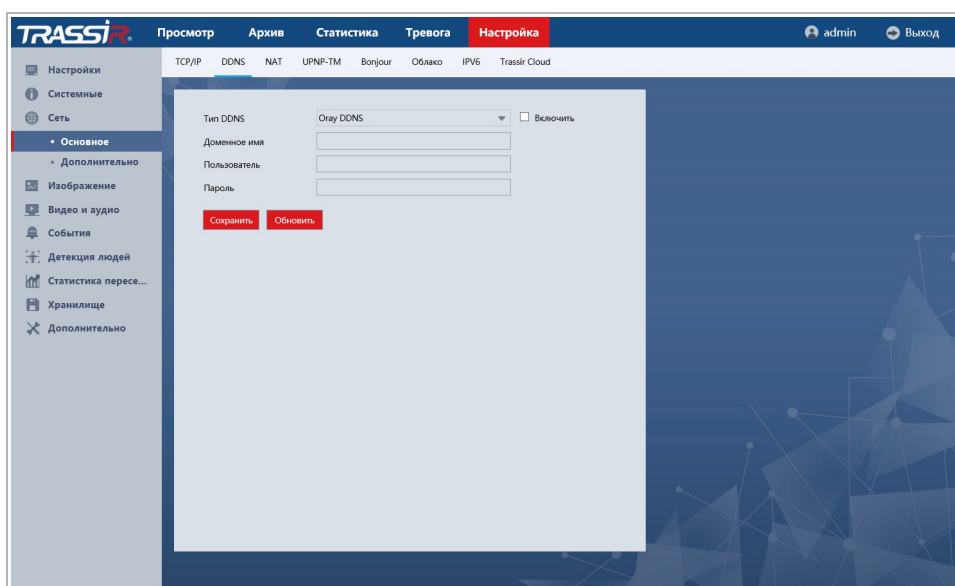 TRASSIR® Просмотр Архив Статистика Тревога Настройка admin Выход
TCP/IP DDNS NAT UPNP-TM Bonjour Облако IPV6 Trassir Cloud
Настройки
Системные
Сеть
• Основное
• Дополнительно
Изображение
Видео и аудио
События
Детекция людей
Статистика пересе...
Хранилище
Дополнительно
Тип DDNS Oray DDNS Включить
Доменное имя
Пользователь
Пароль
Сохранить Обновить